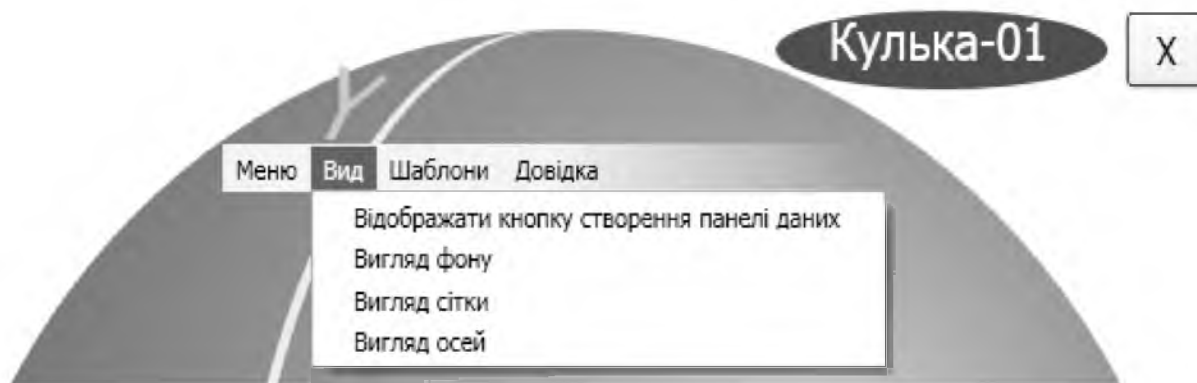 Кулька-01
X
Меню Вид Шаблони Довідка
Відображати кнопку створення панелі даних
Вигляд фону
Вигляд сітки
Вигляд осей